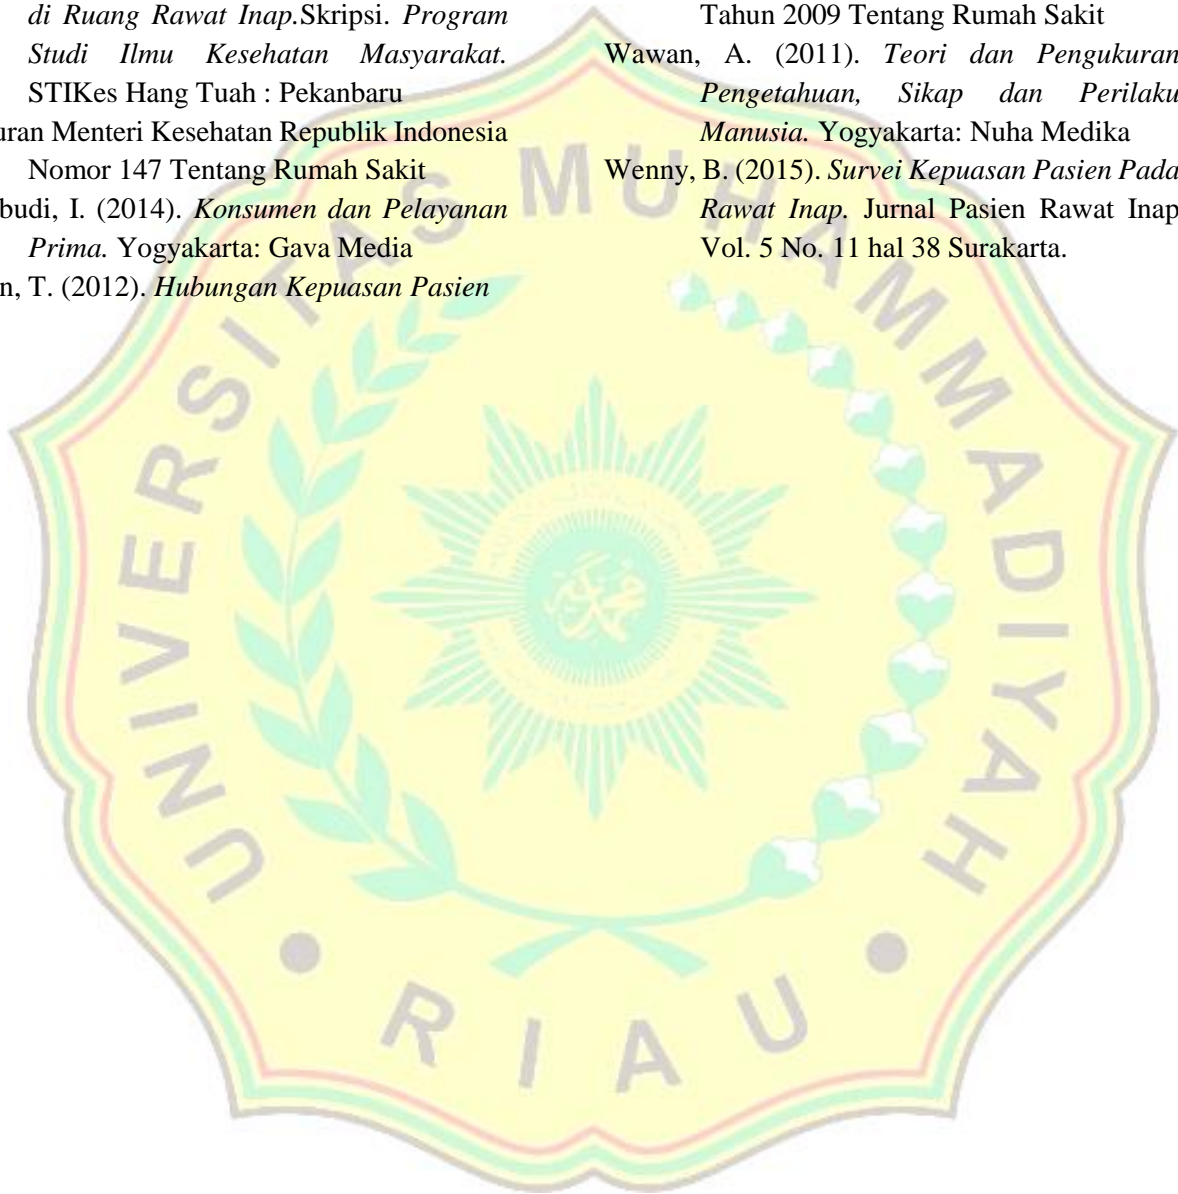 di Ruang Rawat Inap.Skripsi. Program
Studi Ilmu Kesehatan Masyarakat.
STIKes Hang Tuah : Pekanbaru
uran Menteri Kesehatan Republik Indonesia
Nomor 147 Tentang Rumah Sakit
budi, I. (2014). Konsumen dan Pelayanan
Prima. Yogyakarta: Gava Media
n, T. (2012). Hubungan Kepuasan Pasien
Tahun 2009 Tentang Rumah Sakit
Wawan, A. (2011). Teori dan Pengukuran
Pengetahuan, Sikap dan Perilaku
Manusia. Yogyakarta: Nuha Medika
Wenny, B. (2015). Survei Kepuasan Pasien Pada
Rawat Inap. Jurnal Pasien Rawat Inap
Vol. 5 No. 11 hal 38 Surakarta.
UNIVERSITAS MUHAMMADIYAH
RIAU
محمد